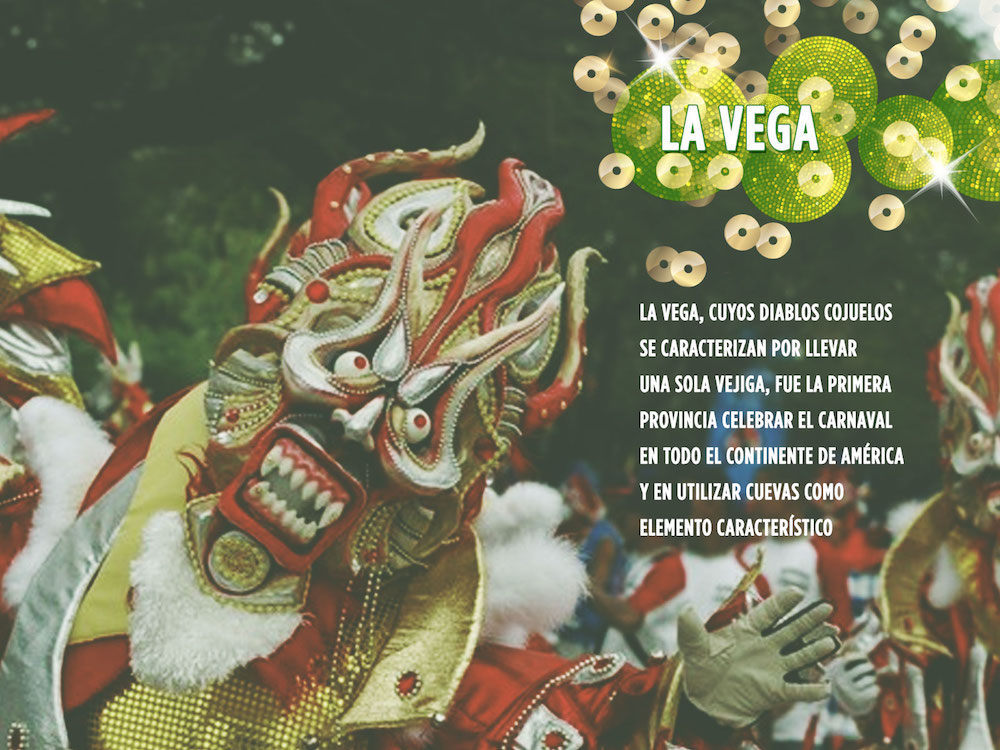 LA VEGA
LA VEGA, CUYOS DIABLOS COJUELOS
SE CARACTERIZAN POR LLEVAR
UNA SOLA VEJIGA, FUE LA PRIMERA
PROVINCIA CELEBRAR EL CARNAVAL
EN TODO EL CONTINENTE DE AMÉRICA
Y EN UTILIZAR CUEVAS COMO
ELEMENTO CARACTERÍSTICO